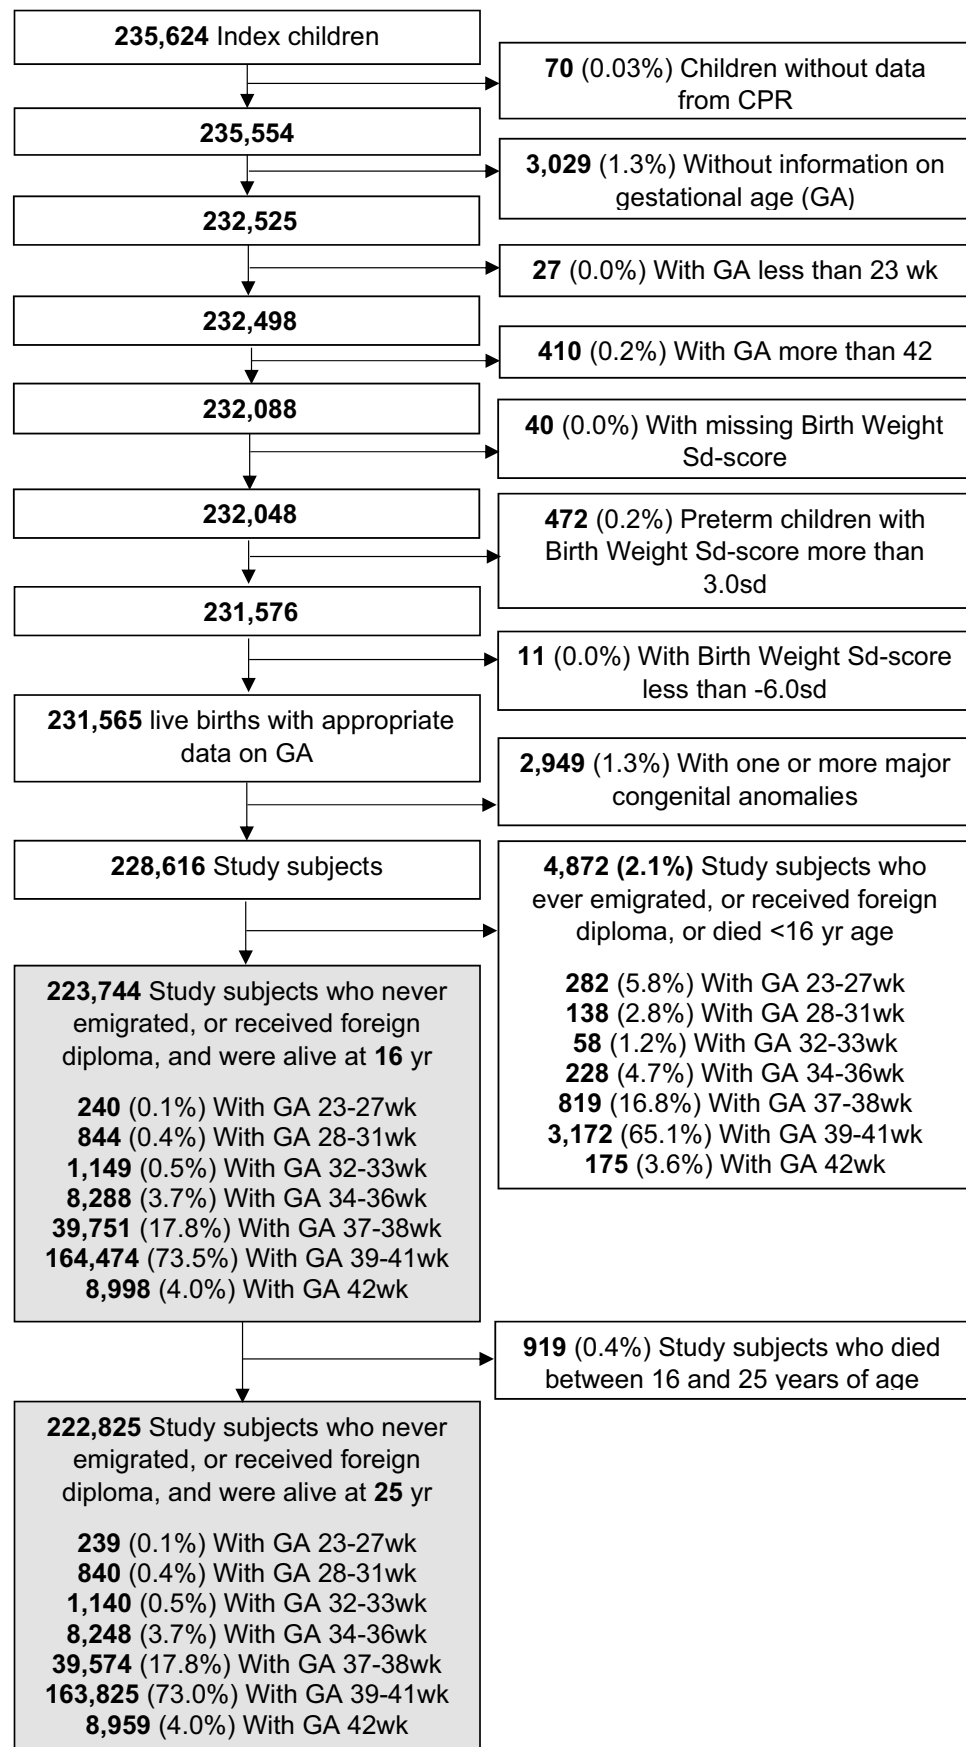 235,624 Index children
70 (0.03%) Children without data
from CPR
235,554
3,029 (1.3%) Without information on
gestational age (GA)
232,525
27 (0.0%) With GA less than 23 wk
232,498
410 (0.2%) With GA more than 42
232,088
40 (0.0%) With missing Birth Weight
Sd-score
232,048
472 (0.2%) Preterm children with
Birth Weight Sd-score more than
3.0sd
231,576
11 (0.0%) With Birth Weight Sd-score
less than -6.0sd
231,565 live births with appropriate
data on GA
2,949 (1.3%) With one or more major
congenital anomalies
228,616 Study subjects
4,872 (2.1%) Study subjects who
ever emigrated, or received foreign
diploma, or died <16 yr age
282 (5.8%) With GA 23-27wk
138 (2.8%) With GA 28-31wk
58 (1.2%) With GA 32-33wk
228 (4.7%) With GA 34-36wk
819 (16.8%) With GA 37-38wk
3,172 (65.1%) With GA 39-41wk
175 (3.6%) With GA 42wk
223,744 Study subjects who never
emigrated, or received foreign
diploma, and were alive at 16 yr
240 (0.1%) With GA 23-27wk
844 (0.4%) With GA 28-31wk
1,149 (0.5%) With GA 32-33wk
8,288 (3.7%) With GA 34-36wk
39,751 (17.8%) With GA 37-38wk
164,474 (73.5%) With GA 39-41wk
8,998 (4.0%) With GA 42wk
919 (0.4%) Study subjects who died
between 16 and 25 years of age
222,825 Study subjects who never
emigrated, or received foreign
diploma, and were alive at 25 yr
239 (0.1%) With GA 23-27wk
840 (0.4%) With GA 28-31wk
1,140 (0.5%) With GA 32-33wk
8,248 (3.7%) With GA 34-36wk
39,574 (17.8%) With GA 37-38wk
163,825 (73.0%) With GA 39-41wk
8,959 (4.0%) With GA 42wk